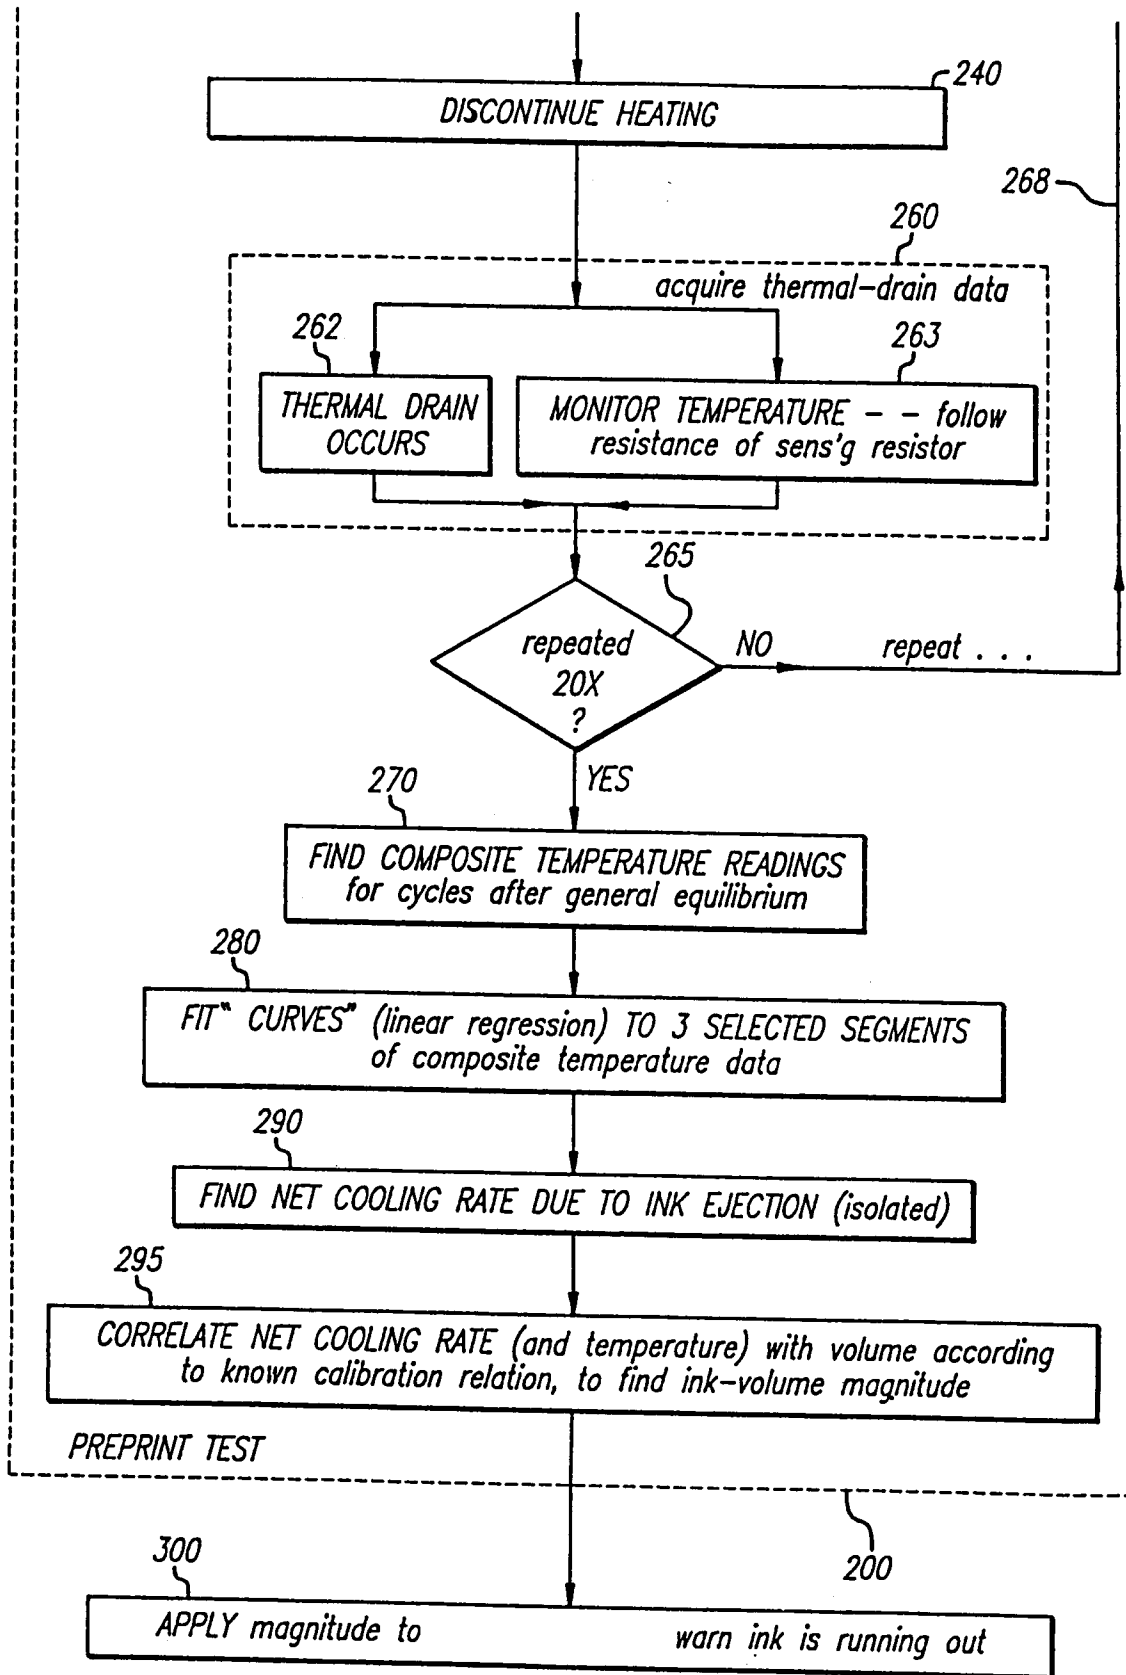 240
DISCONTINUE HEATING
268
260
acquire thermal-drain data
262
263
THERMAL DRAIN
OCCURS
MONITOR TEMPERATURE - - follow
resistance of sens'g resistor
265
repeated
20X
?
NO
repeat . . .
YES
270
FIND COMPOSITE TEMPERATURE READINGS
for cycles after general equilibrium
280
FIT" CURVES" (linear regression) TO 3 SELECTED SEGMENTS
of composite temperature data
290
FIND NET COOLING RATE DUE TO INK EJECTION (isolated)
295
CORRELATE NET COOLING RATE (and temperature) with volume according
to known calibration relation, to find ink-volume magnitude
PREPRINT TEST
200
300
APPLY magnitude to warn ink is running out